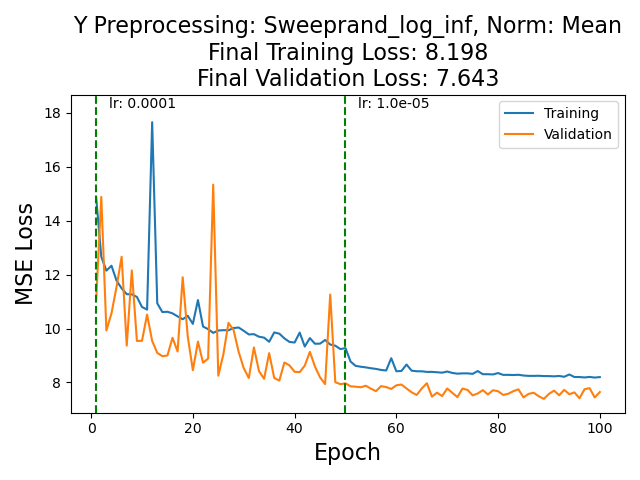 Y Preprocessing: Sweeprand_log_inf, Norm: Mean
Final Training Loss: 8.198
Final Validation Loss: 7.643
lr: 0.0001
lr: 1.0e-05
Training
Validation
MSE Loss
18
16
14
12
10
8
0
20
40
60
80
100
Epoch